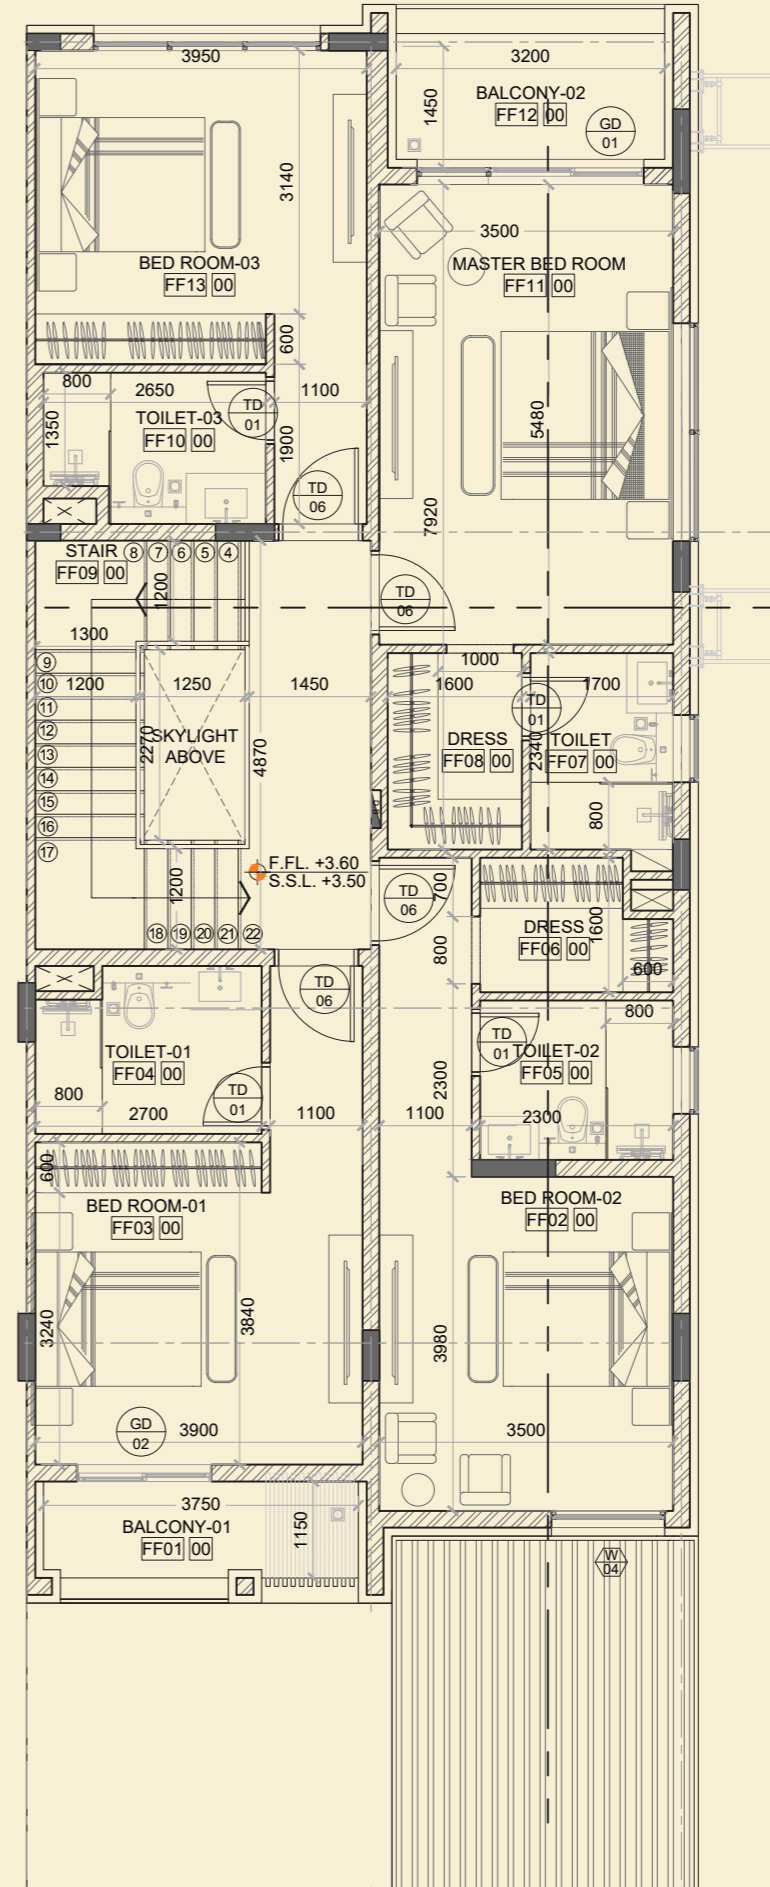 3950
3200
BALCONY-02
FF12 00
GD
01
1450
3140
3500
BED ROOM-03
FF13 00
MASTER BED ROOM
FF11 00
600
800
2650
1100
TD
01
TOILET-03
FF10 00
1350
1900
5480
TD
06
7920
STAIR
FF09 00
8 7 6 5 4
1200
TD
06
1300
9
10
11
12
13
14
15
16
17
1200
1250
1450
1000
1600
1700
TD
01
SKYLIGHT
ABOVE
2270
4870
DRESS
FF08 00
2340
TOILET
FF07 00
800
F.FL. +3.60
S.S.L. +3.50
1200
TD
06
700
18 19 20 21 22
DRESS
FF06 00
1600
600
800
TD
06
800
TOILET-01
FF04 00
TD
01
TOILET-02
FF05 00
800
TD
01
2300
2700
1100
1100
2300
600
BED ROOM-01
FF03 00
BED ROOM-02
FF02 00
3240
3840
3980
GD
02
3900
3500
3750
BALCONY-01
FF01 00
1150
W
04